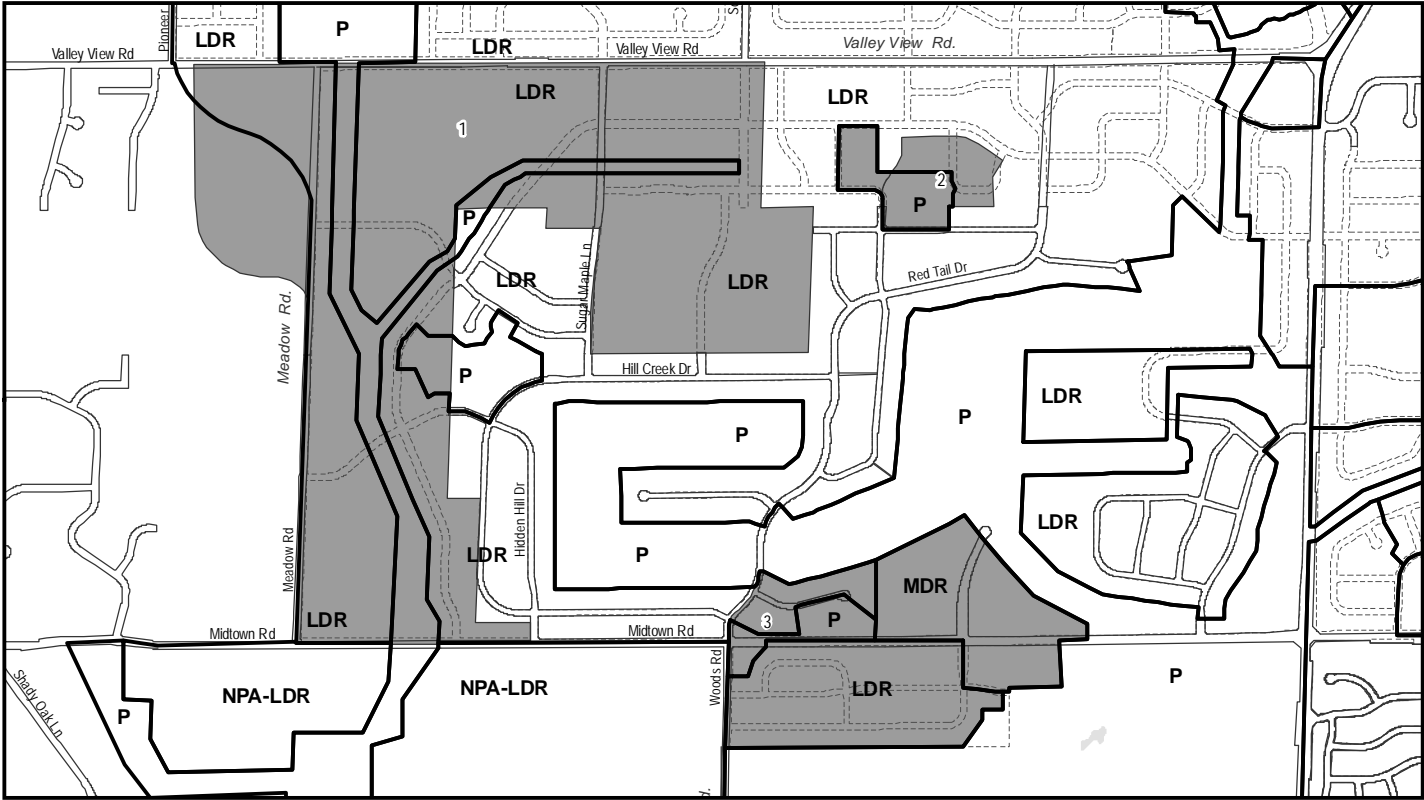 Pioneer
LDR
P
LDR
Valley View Rd
Valley View Rd
Valley View Rd.
LDR
LDR
1
2
P
P
LDR
LDR
Sugar Maple Ln
Red Tail Dr
Meadow Rd.
Hill Creek Dr
P
LDR
P
P
Hidden Hill Dr
LDR
Meadow Rd
LDR
P
MDR
LDR
3
P
Midtown Rd
Midtown Rd
Woods Rd
LDR
P
NPA-LDR
NPA-LDR
P
Shady Oak Ln